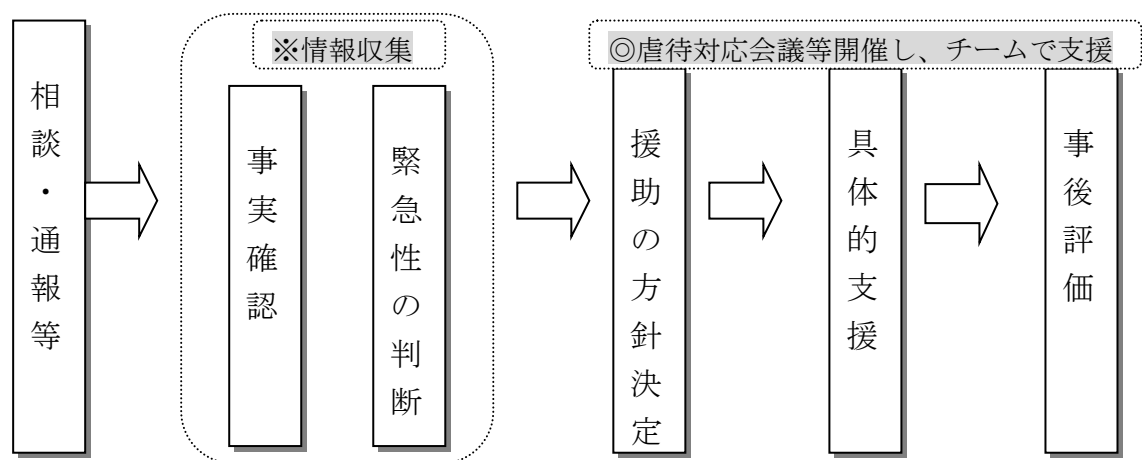 相談・通報等
※情報収集
事実確認
緊急性の判断
◎虐待対応会議等開催し、チームで支援
援助の方針決定
具体的支援
事後評価